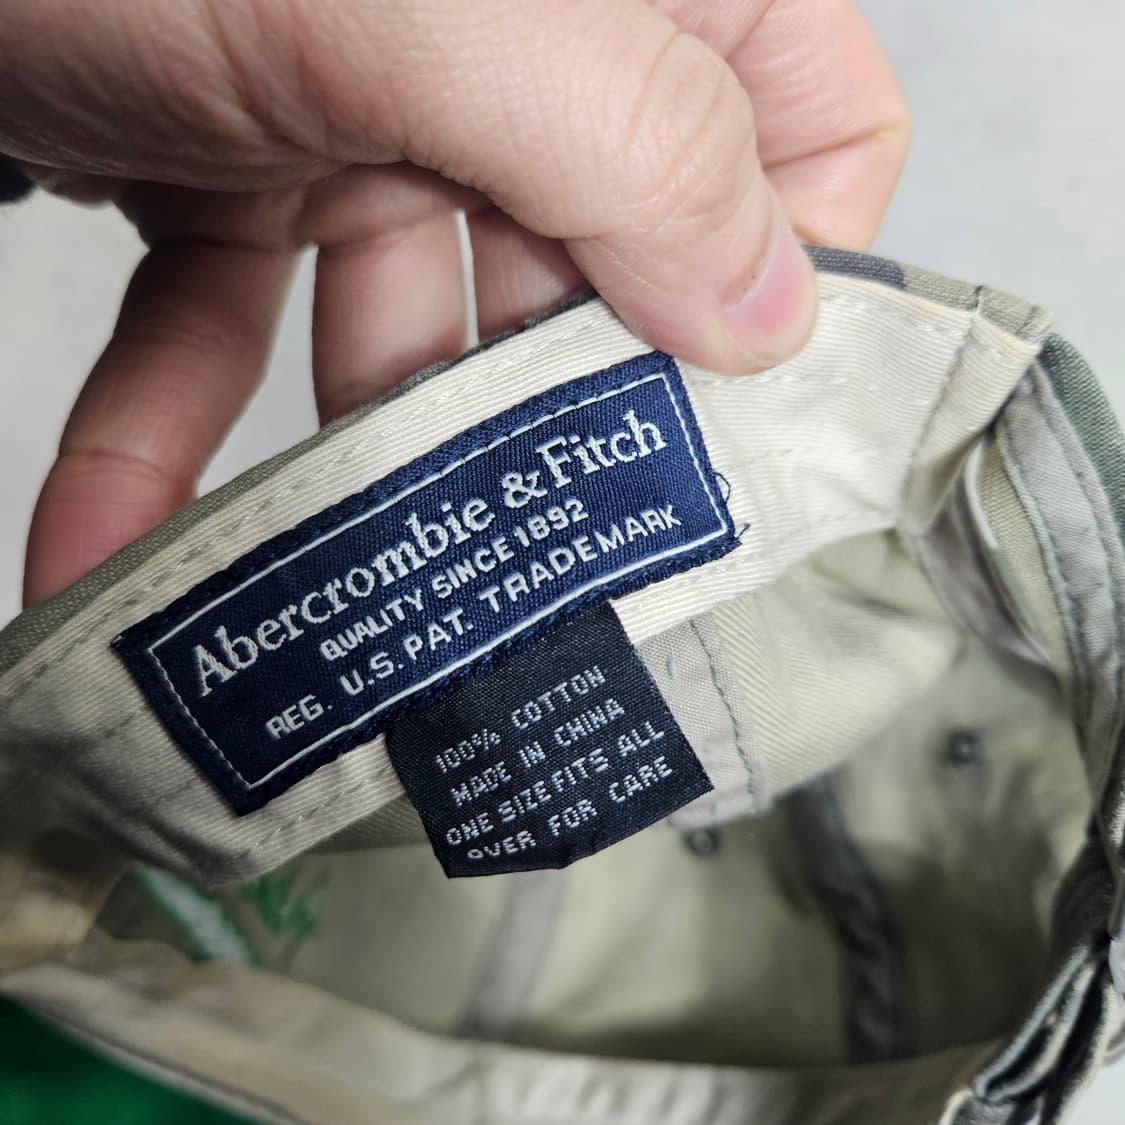 Abercrombie & Fitch
QUALITY SINCE 1892
REG. U.S. PAT. TRADEMARK
100% COTTON
MADE IN CHINA
ONE SIZE FITS ALL
OVER FOR CARE